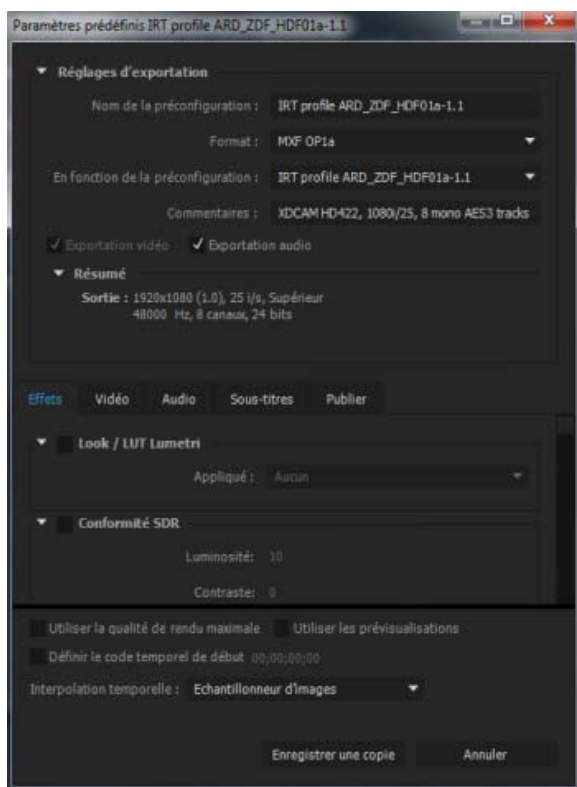 Paramètres prédéfinis IRT profile ARD_ZDF_HDF01a-1.1
Réglages d'exportation
Nom de la préconfiguration : IRT profile ARD_ZDF_HDF01a-1.1
Format : MXF OP1a
En fonction de la préconfiguration : IRT profile ARD_ZDF_HDF01a-1.1
Commentaires : XDCAM HD422, 1080i/25, 8 mono AES3 tracks
Exportation vidéo Exportation audio
Résumé
Sortie : 1920x1080 (1.0), 25 i/s, Supérieur
48000 Hz, 8 canaux, 24 bits
Effets Vidéo Audio Sous-titres Publier
Look / LUT Lumetri
Appliqué : Aucun
Conformité SDR
Luminosité: 10
Contraste: 0
Utiliser la qualité de rendu maximale Utiliser les prévisualisations
Définir le code temporel de début 00;00;00;00
Interpolation temporelle : Echantillonneur d'images
Enregistrer une copie Annuler